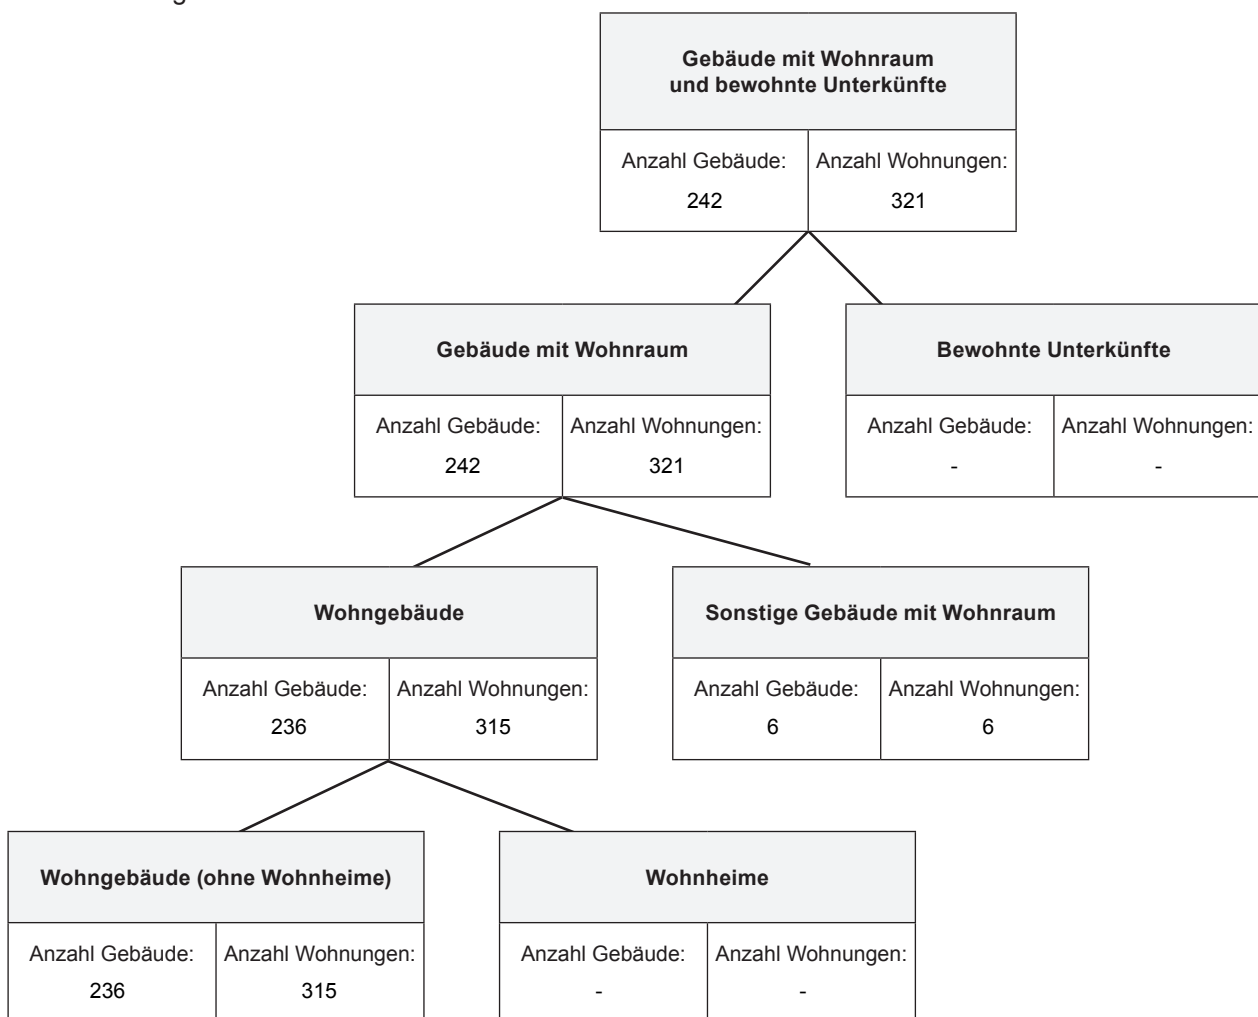 Gebäude mit Wohnraum
und bewohnte Unterkünfte
Anzahl Gebäude: Anzahl Wohnungen:
242 321
Gebäude mit Wohnraum
Anzahl Gebäude: Anzahl Wohnungen:
242 321
Bewohnte Unterkünfte
Anzahl Gebäude: Anzahl Wohnungen:
- -
Wohngebäude
Anzahl Gebäude: Anzahl Wohnungen:
236 315
Sonstige Gebäude mit Wohnraum
Anzahl Gebäude: Anzahl Wohnungen:
6 6
Wohngebäude (ohne Wohnheime)
Anzahl Gebäude: Anzahl Wohnungen:
236 315
Wohnheime
Anzahl Gebäude: Anzahl Wohnungen:
- -